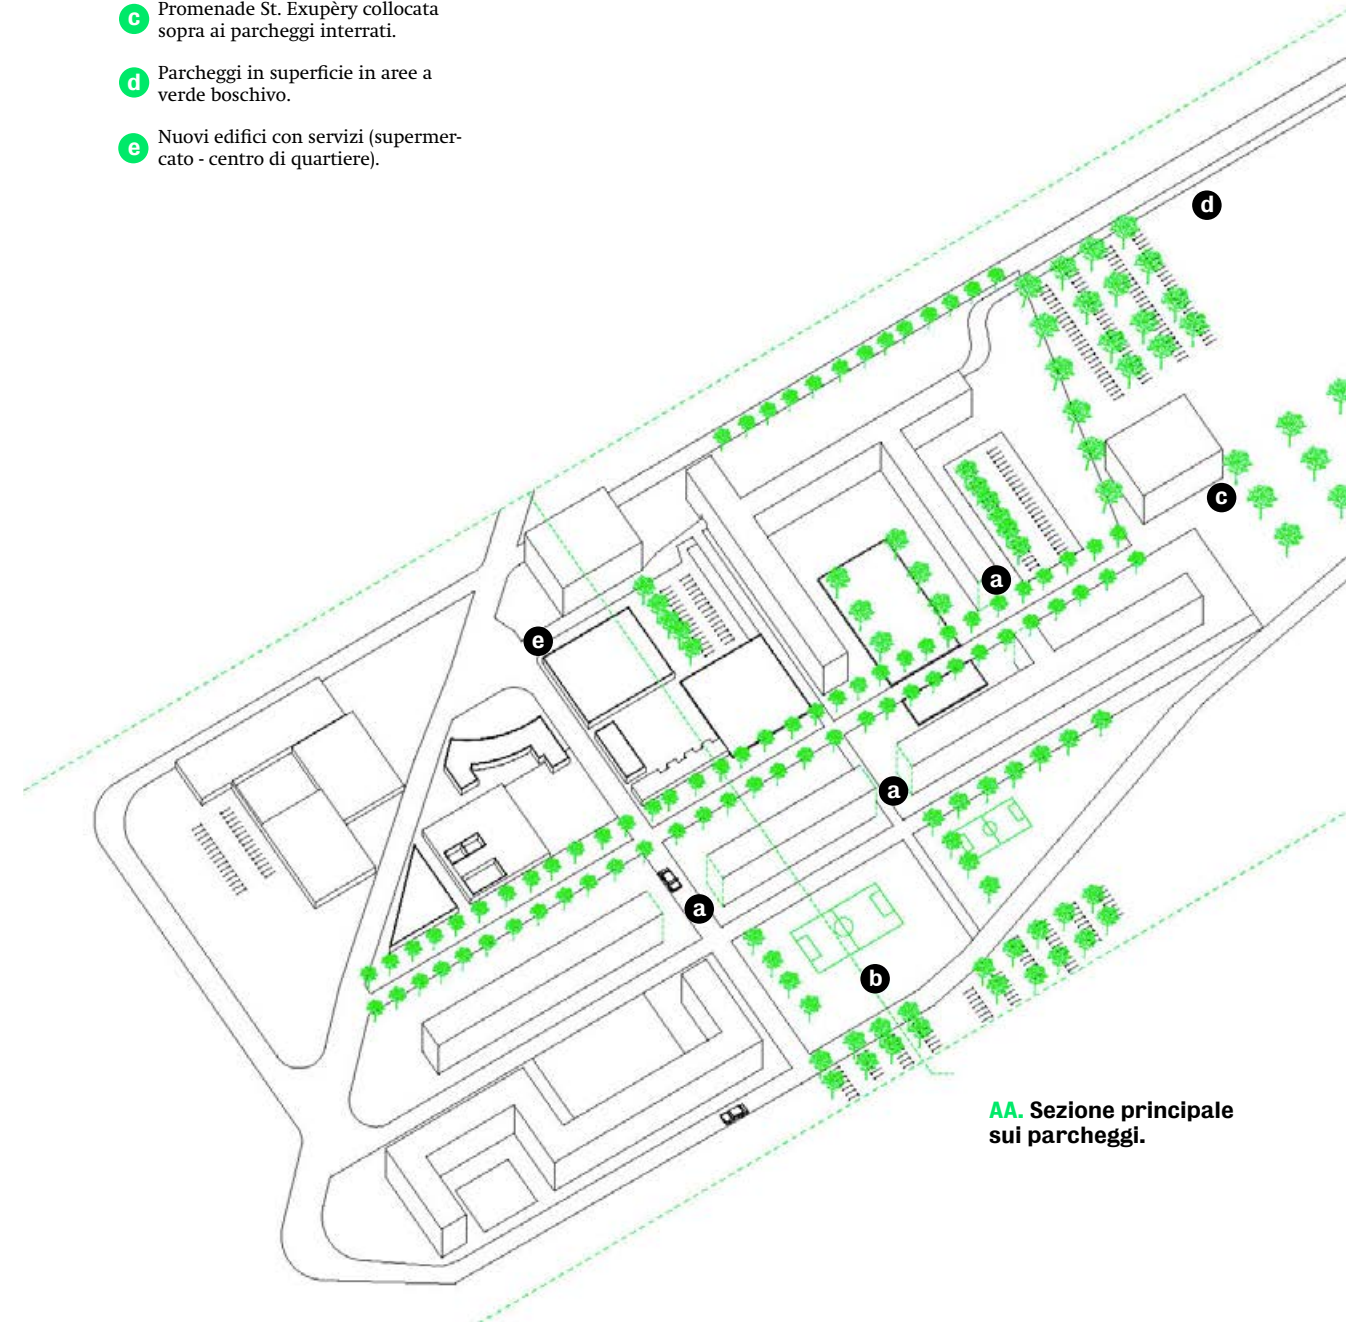 c Promenade St. Exupèry collocata
sopra ai parcheggi interrati.
d Parcheggi in superficie in aree a
verde boschivo.
e Nuovi edifici con servizi (supermer-
cato - centro di quartiere).
d
c
a
e
a
a
b
AA. Sezione principale
sui parcheggi.